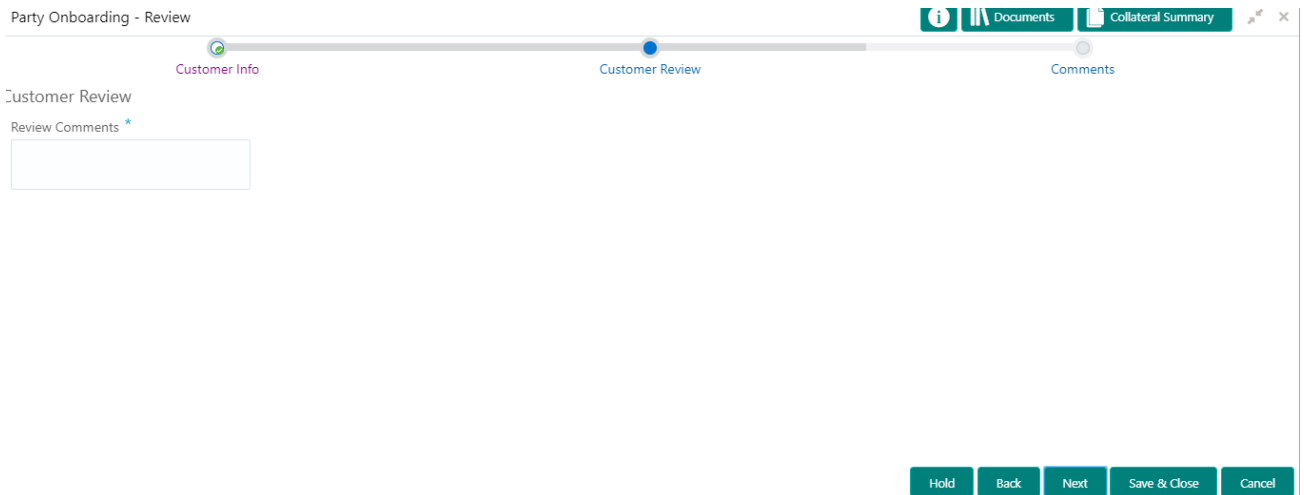 Party Onboarding - Review
Documents
Collateral Summary
Customer Info
Customer Review
Comments
Customer Review
Review Comments *
Hold
Back
Next
Save & Close
Cancel